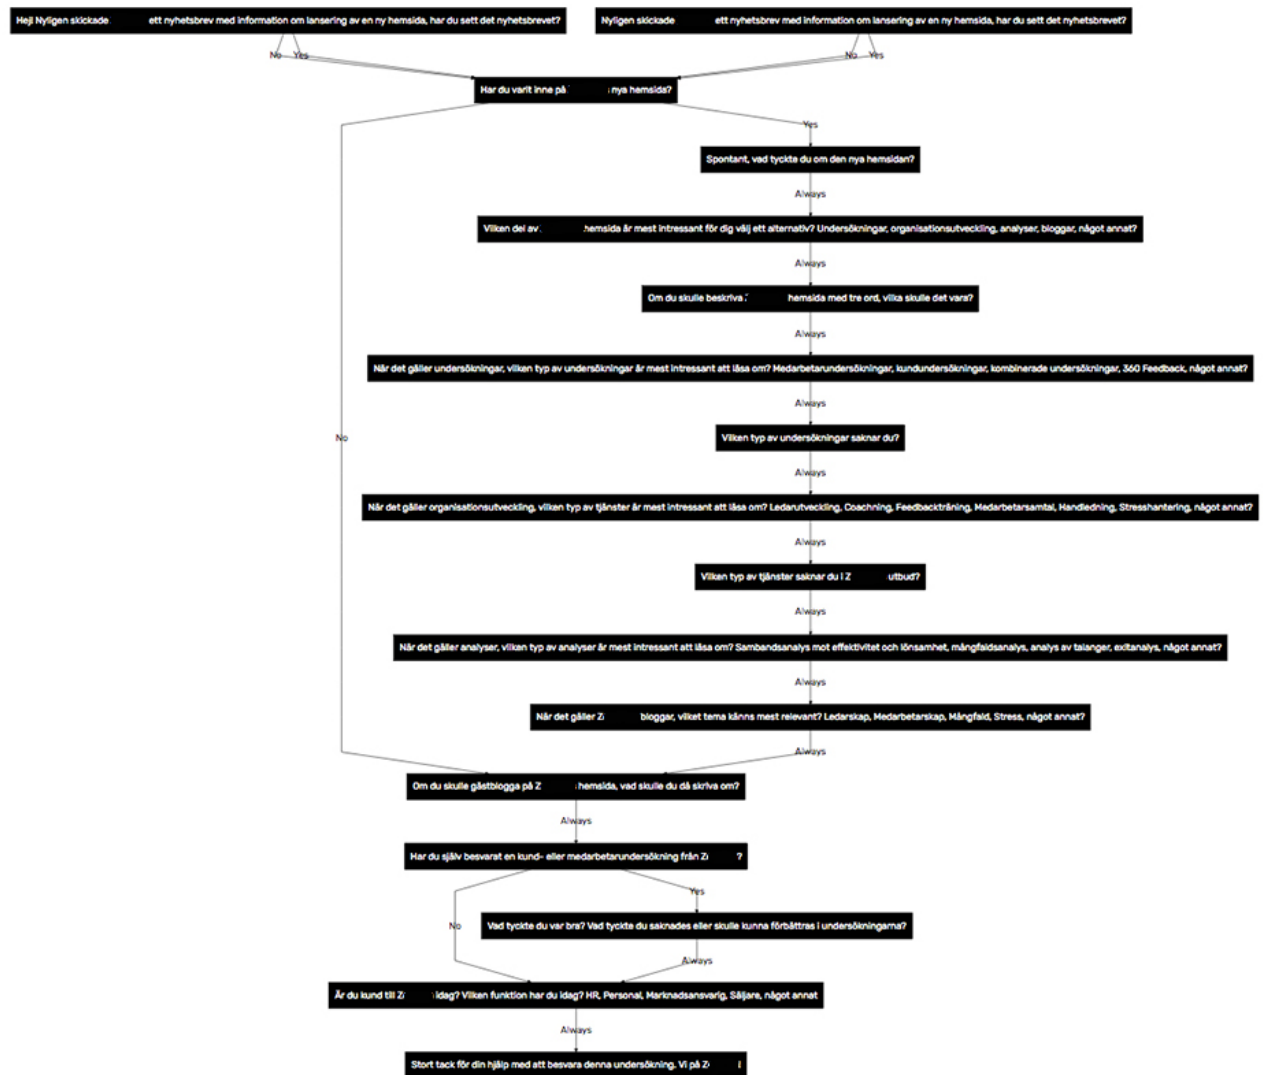 Hej! Nyligen skickade ett nyhetsbrev med information om lansering av en ny hemsida, har du sett det nyhetsbrevet?
Nyligen skickade ett nyhetsbrev med information om lansering av en ny hemsida, har du sett det nyhetsbrevet?
No Yes
No Yes
Har du varit inne på s nya hemsida?
Yes
Spontant, vad tyckte du om den nya hemsidan?
Always
Vilken del av hemsida är mest intressant för dig välj ett alternativ? Undersökningar, organisationsutveckling, analyser, bloggar, något annat?
Always
Om du skulle beskriva hemsida med tre ord, vilka skulle det vara?
Always
När det gäller undersökningar, vilken typ av undersökningar är mest intressant att läsa om? Medarbetarundersökningar, kundundersökningar, kombinerade undersökningar, 360 Feedback, något annat?
Always
No
Vilken typ av undersökningar saknar du?
Always
När det gäller organisationsutveckling, vilken typ av tjänster är mest intressant att läsa om? Ledarutveckling, Coachning, Feedbackträning, Medarbetarsamtal, Handledning, Stresshantering, något annat?
Always
Vilken typ av tjänster saknar du i Z utbud?
Always
När det gäller analyser, vilken typ av analyser är mest intressant att läsa om? Sambandsanalys mot effektivitet och lönsamhet, mångfaldsanalys, analys av talanger, exitanalys, något annat?
Always
När det gäller Z bloggar, vilket tema känns mest relevant? Ledarskap, Medarbetarskap, Mångfald, Stress, något annat?
Always
Om du skulle gästblogga på Z hemsida, vad skulle du då skriva om?
Always
Har du själv besvarat en kund- eller medarbetarundersökning från Z ?
Yes
No
Vad tyckte du var bra? Vad tyckte du saknades eller skulle kunna förbättras i undersökningarna?
Always
Är du kund till Z idag? Vilken funktion har du idag? HR, Personal, Marknadsansvarig, Säljare, något annat
Always
Stort tack för din hjälp med att besvara denna undersökning. Vi på Z